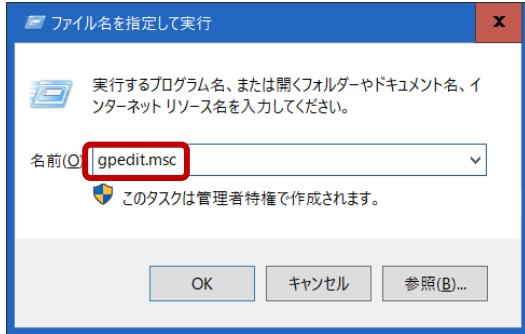 ファイル名を指定して実行
x
実行するプログラム名、または開くフォルダーやドキュメント名、イ
ンターネット リソース名を入力してください。
名前(O) gpedit.msc
このタスクは管理者特権で作成されます。
OK キャンセル 参照(B)...